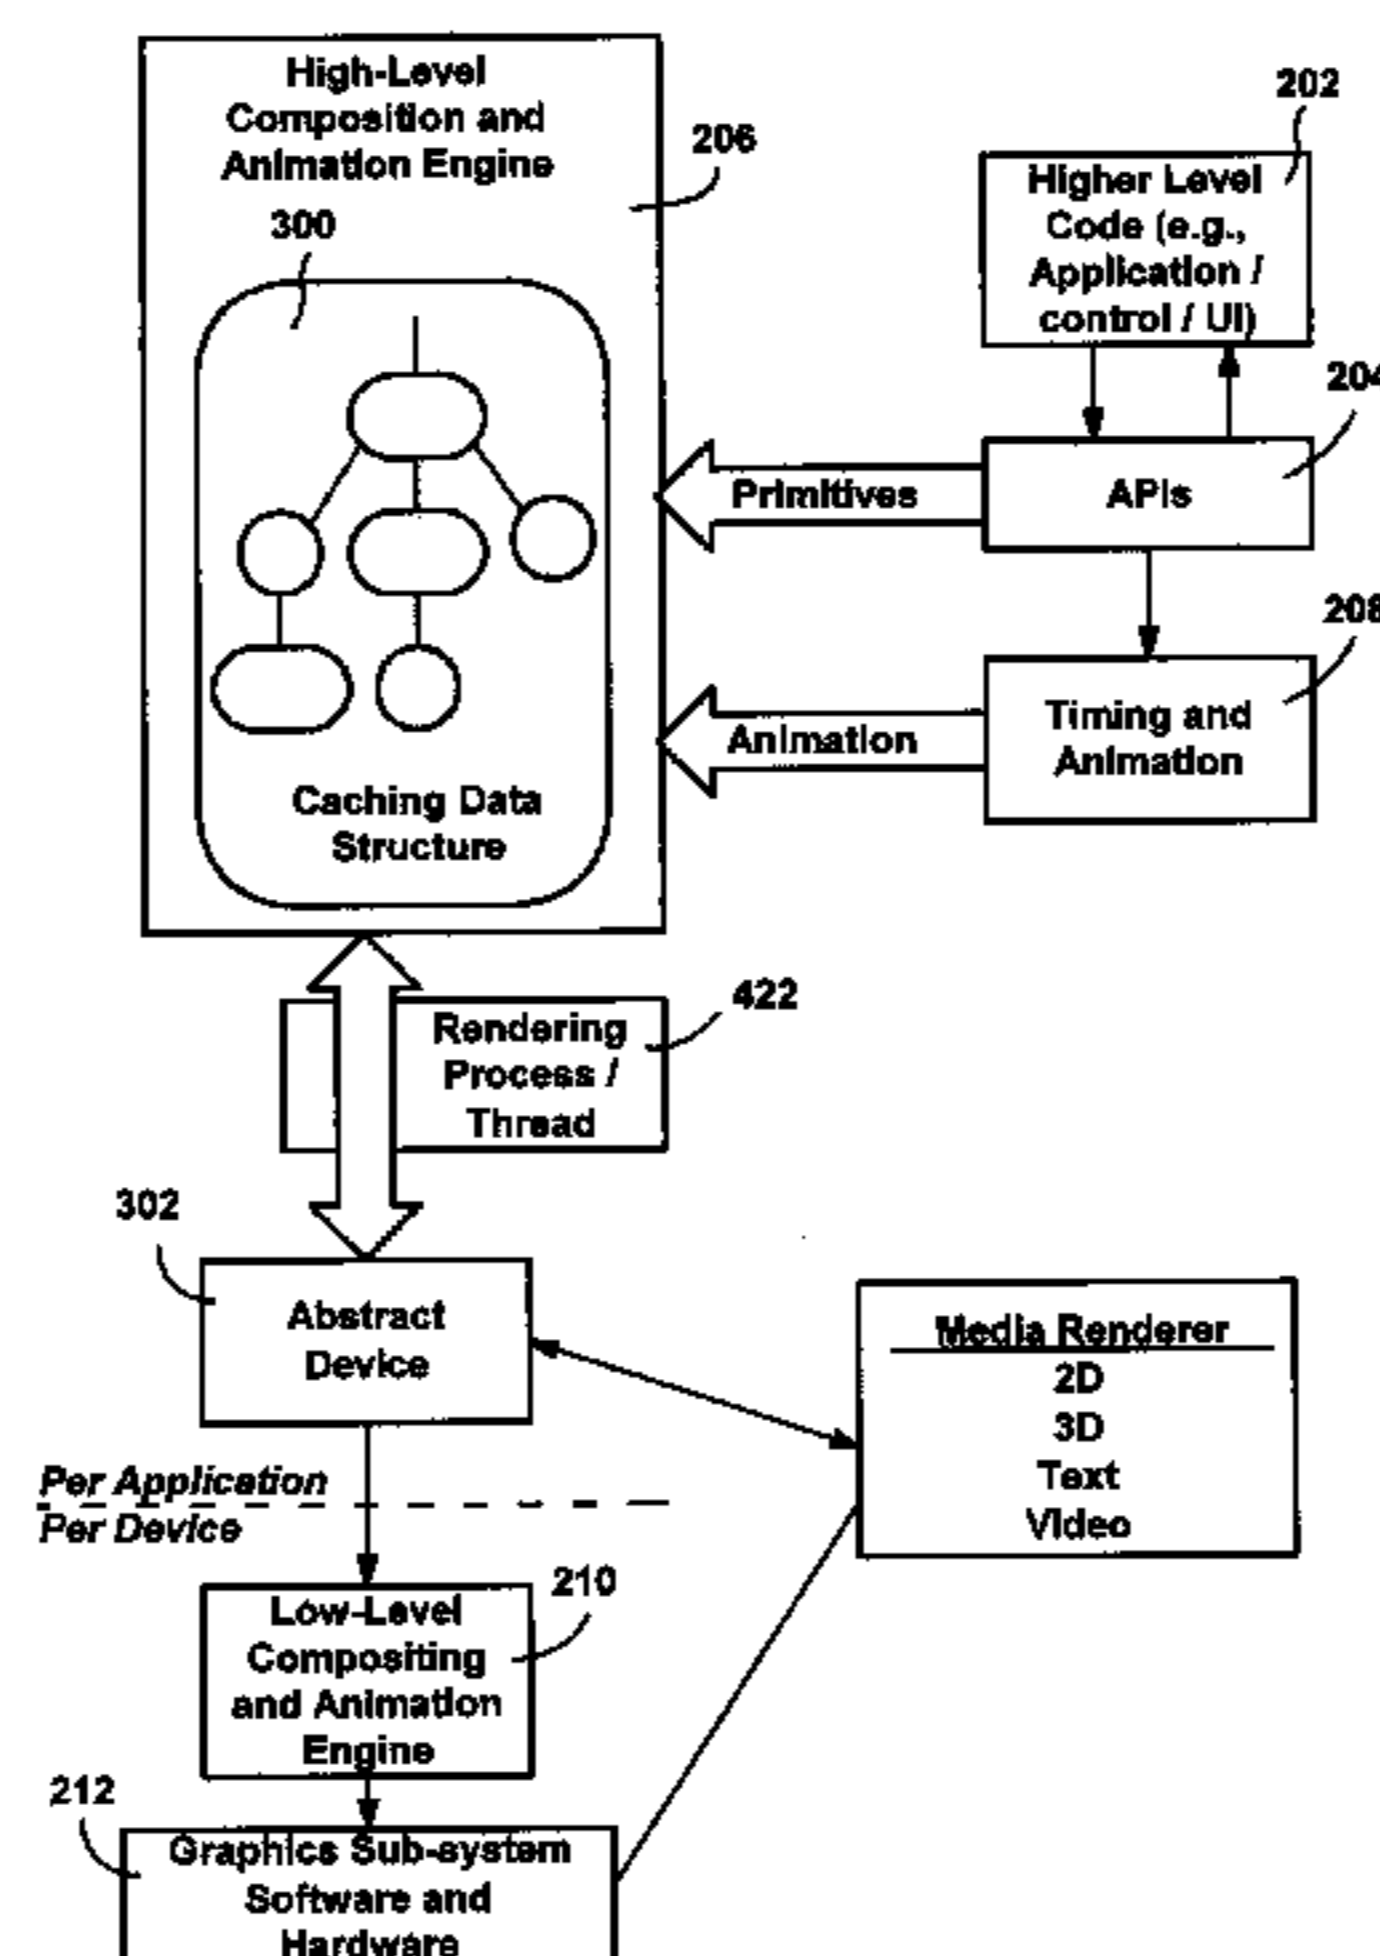 High-Level
Composition and
Animation Engine
206
300
Caching Data
Structure
202
Higher Level
Code (e.g.,
Application /
control / UI)
204
Primitives
APIs
208
Animation
Timing and
Animation
422
Rendering
Process /
Thread
302
Abstract
Device
Media Renderer
2D
3D
Text
Video
Per Application
Per Device
210
Low-Level
Compositing
and Animation
Engine
212
Graphics Sub-system
Software and
Hardware